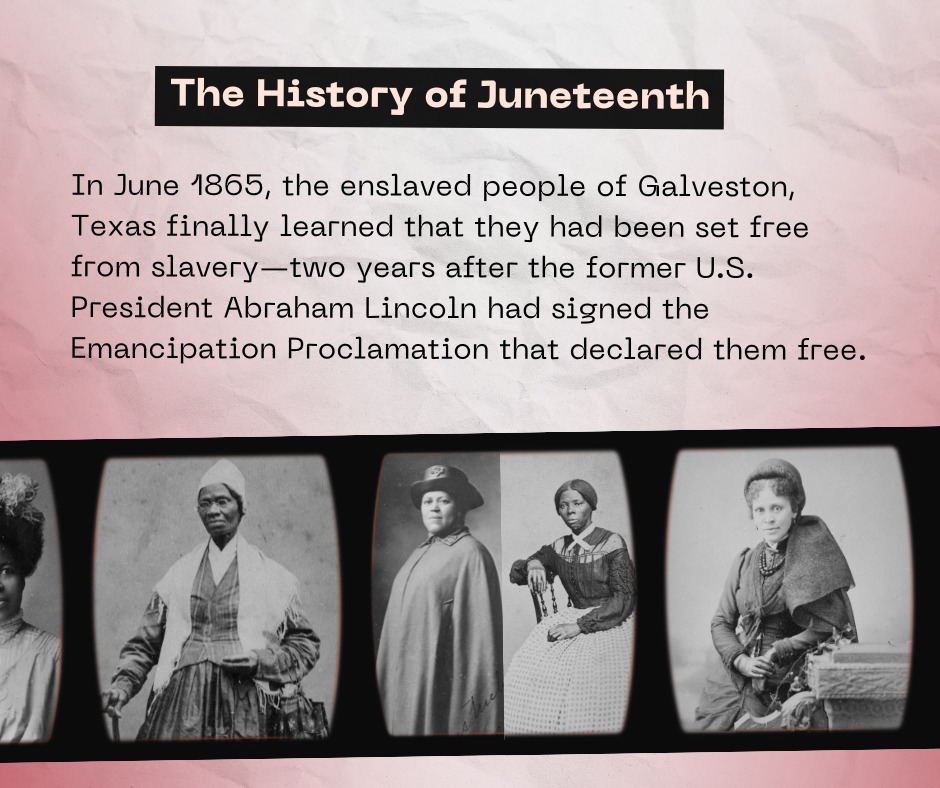 The History of Juneteenth
In June 1865, the enslaved people of Galveston,
Texas finally learned that they had been set free
from slavery—two years after the former U.S.
President Abraham Lincoln had signed the
Emancipation Proclamation that declared them free.